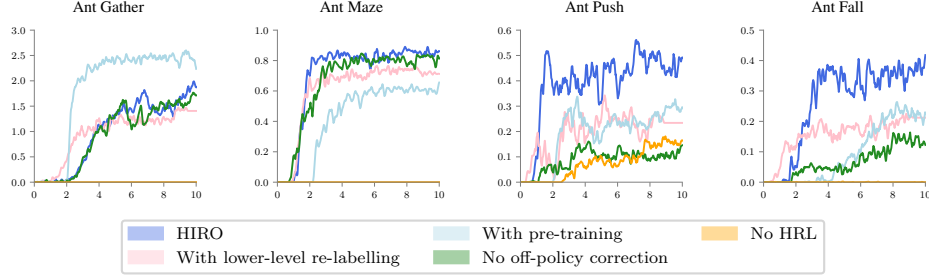 Ant Gather
Ant Maze
Ant Push
Ant Fall
3.0
2.5
2.0
1.5
1.0
0.5
0.0
0 2 4 6 8 10
1.0
0.8
0.6
0.4
0.2
0.0
0 2 4 6 8 10
0.6
0.5
0.4
0.3
0.2
0.1
0.0
0 2 4 6 8 10
0.5
0.4
0.3
0.2
0.1
0.0
0 2 4 6 8 10
HIRO
With pre-training
No HRL
With lower-level re-labelling
No off-policy correction